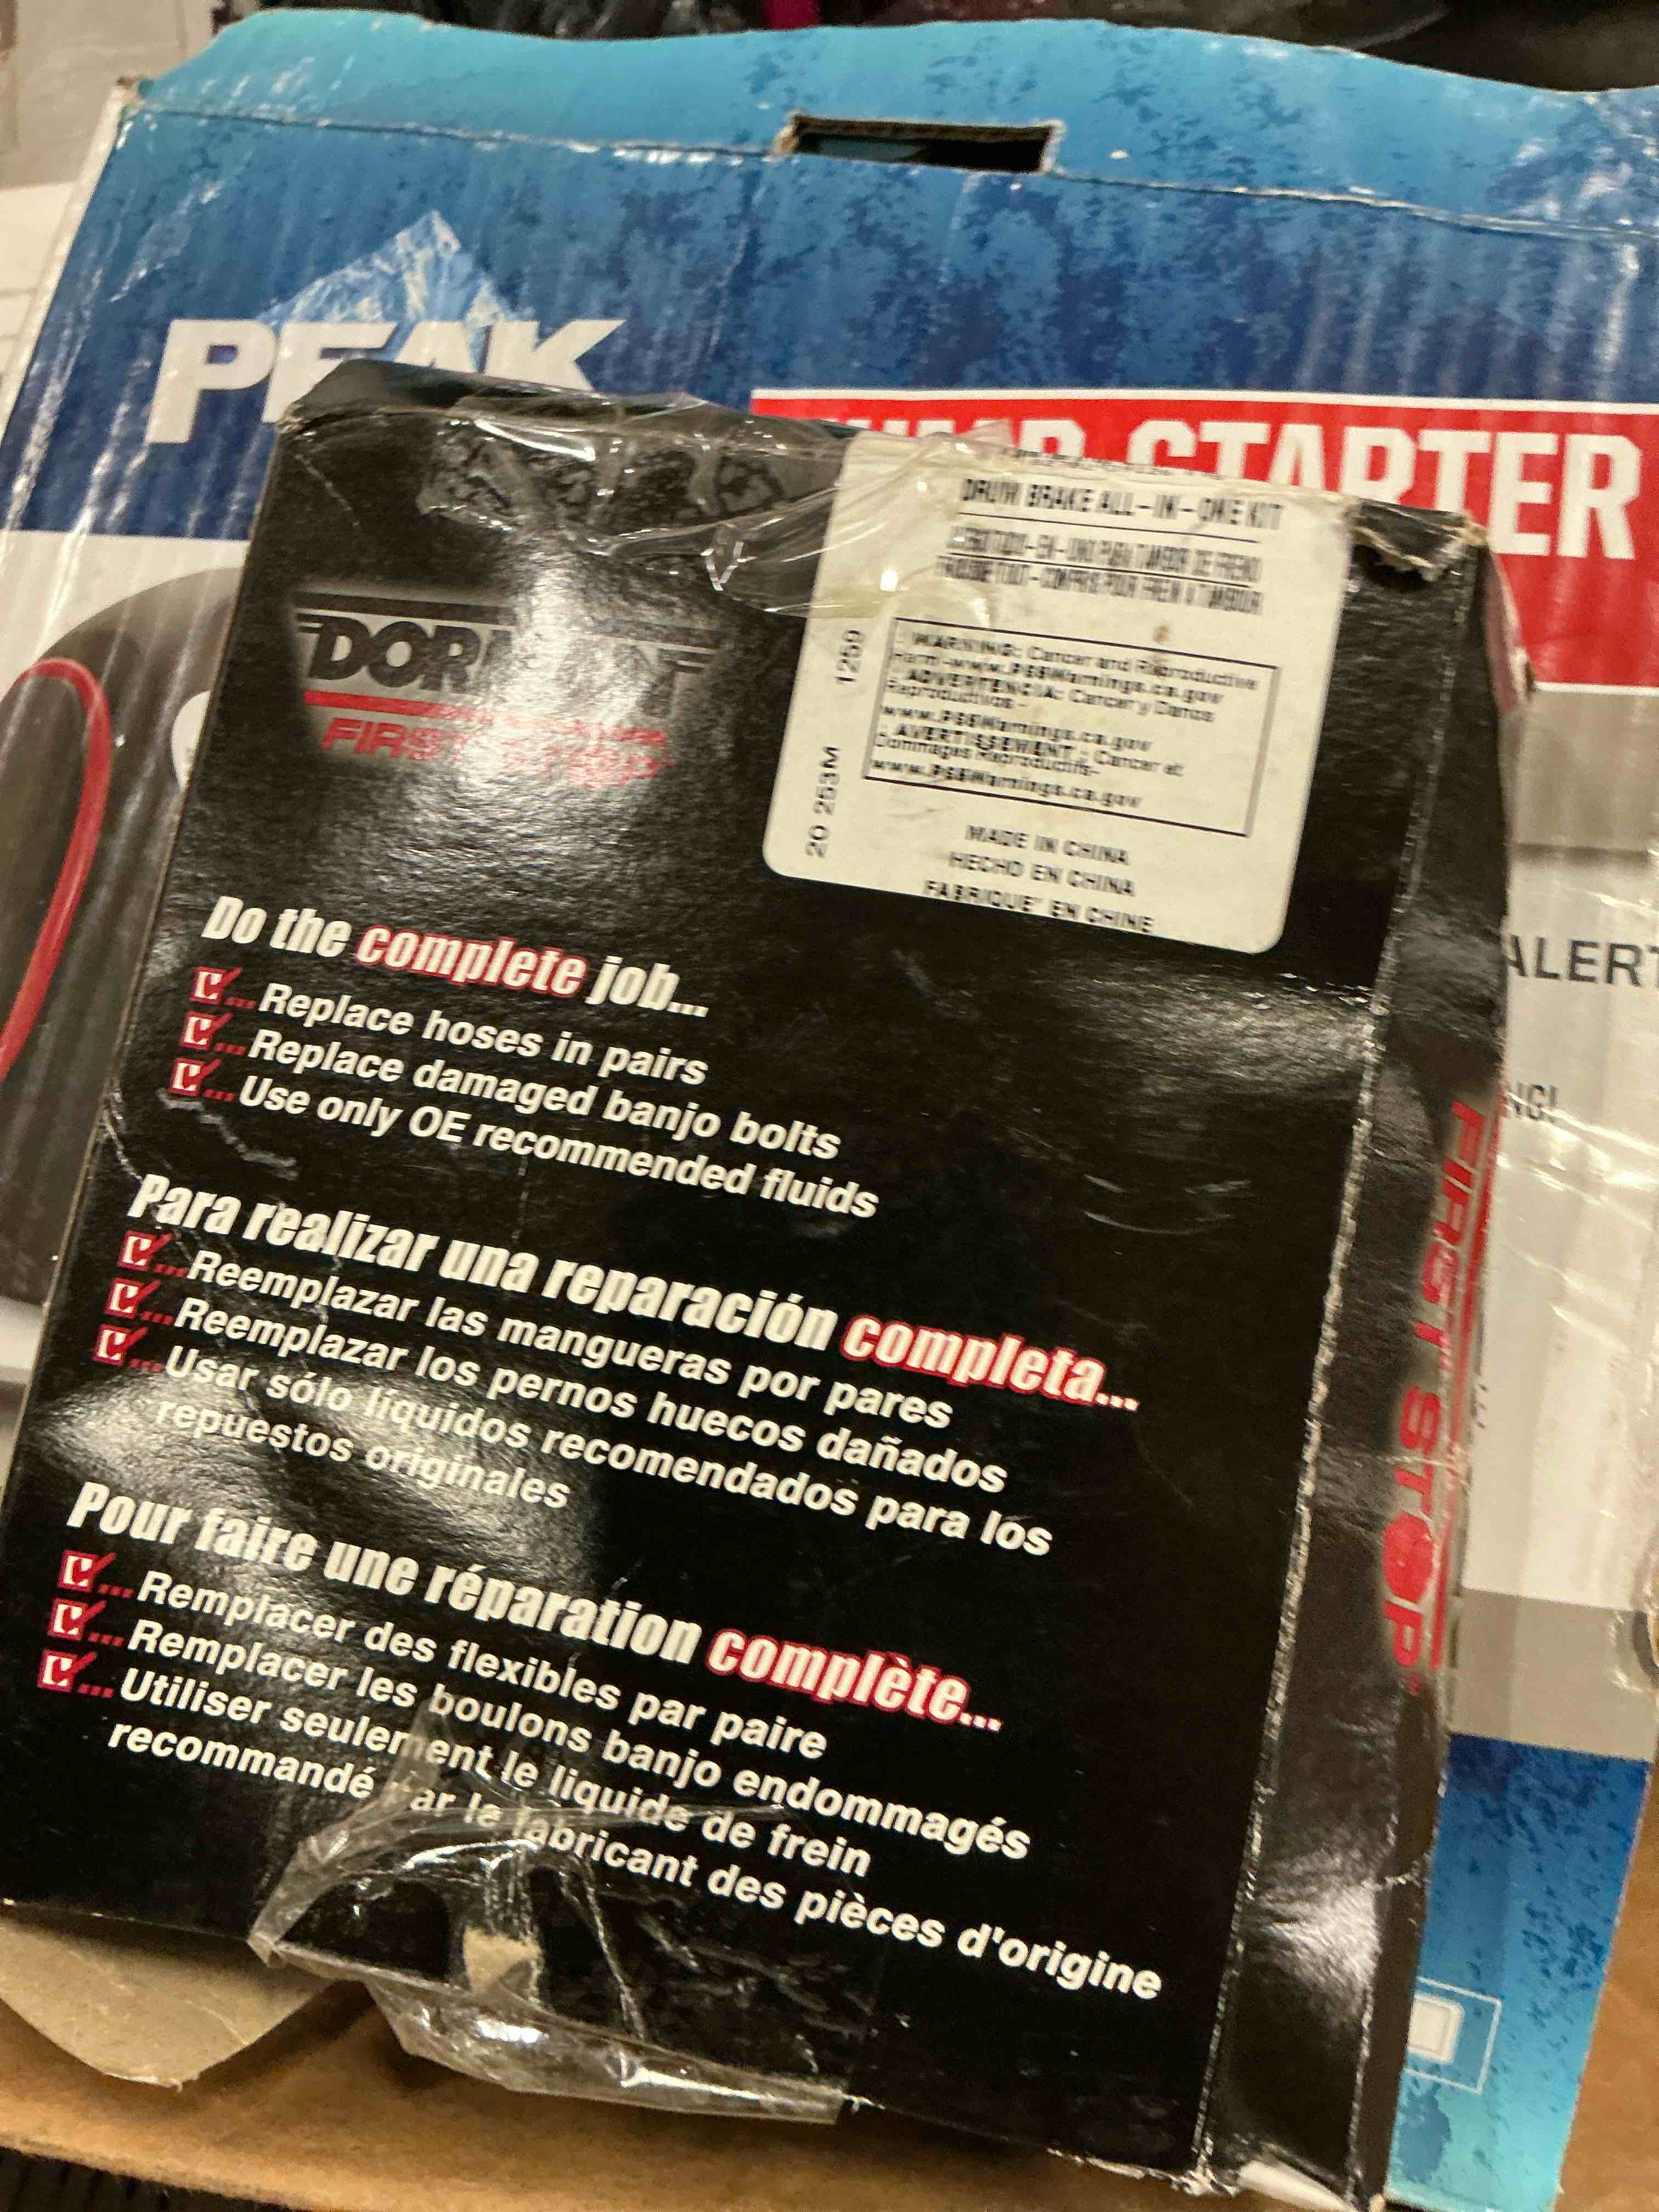 PEAK
JUMP STARTER
DORMAN
FIRST STOP
DRUM BRAKE ALL-IN-ONE KIT
WARNING: Cancer and Reproductive
Harm-www.P65Warnings.ca.gov
ADVERTENCIA: Cancer y Danos
Reproductivos-
www.P65Warnings.ca.gov
AVERTISSEMENT : Cancer et
Dommages Reproductifs-
www.P65Warnings.ca.gov
20 253M 1259
MADE IN CHINA
HECHO EN CHINA
FABRIQUE' EN CHINE
Do the complete job...
... Replace hoses in pairs
... Replace damaged banjo bolts
... Use only OE recommended fluids
Para realizar una reparación completa...
... Reemplazar las mangueras por pares
... Reemplazar los pernos huecos dañados
... Usar sólo líquidos recomendados para los
repuestos originales
Pour faire une réparation complète...
... Remplacer des flexibles par paire
... Remplacer les boulons banjo endommagés
... Utiliser seulement le liquide de frein
recommandé par le fabricant des pièces d'origine
FIRST STOP
ALERT
NG!